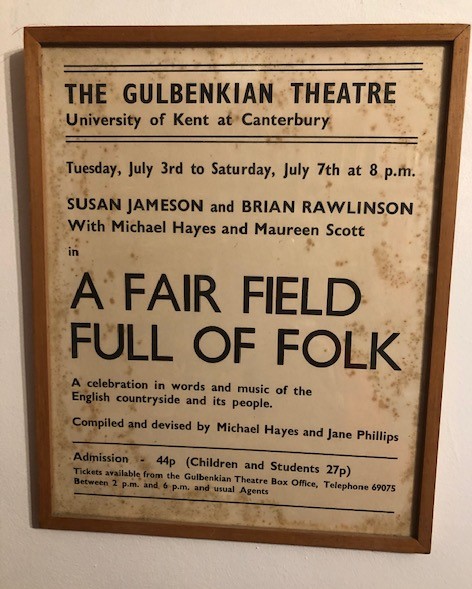 THE GULBENKIAN THEATRE
University of Kent at Canterbury
Tuesday, July 3rd to Saturday, July 7th at 8 p.m.
SUSAN JAMESON and BRIAN RAWLINSON
With Michael Hayes and Maureen Scott
in
A FAIR FIELD
FULL OF FOLK
A celebration in words and music of the
English countryside and its people.
Compiled and devised by Michael Hayes and Jane Phillips
Admission - 44p (Children and Students 27p)
Tickets available from the Gulbenkian Theatre Box Office, Telephone 69075
Between 2 p.m. and 6 p.m. and usual Agents